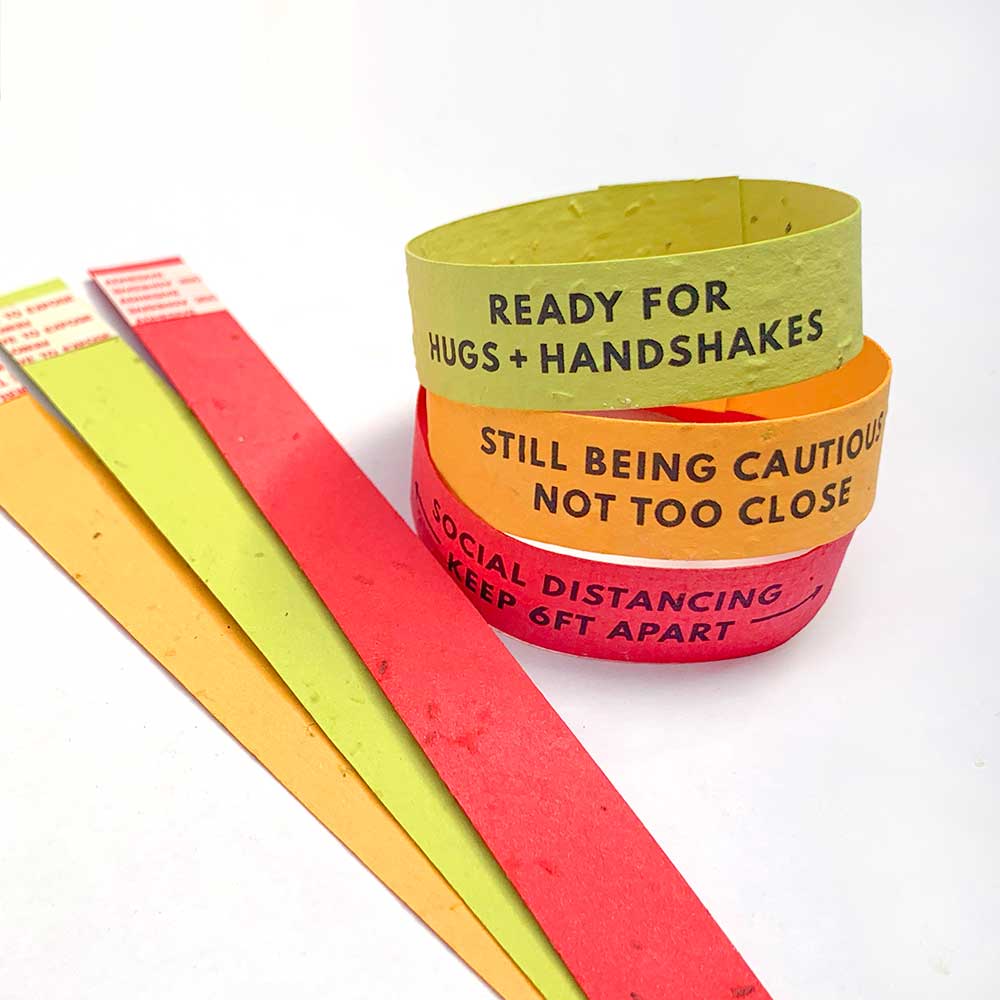 READY FOR
HUGS + HANDSHAKES
STILL BEING CAUTIOUS
NOT TOO CLOSE
SOCIAL DISTANCING
KEEP 6FT APART